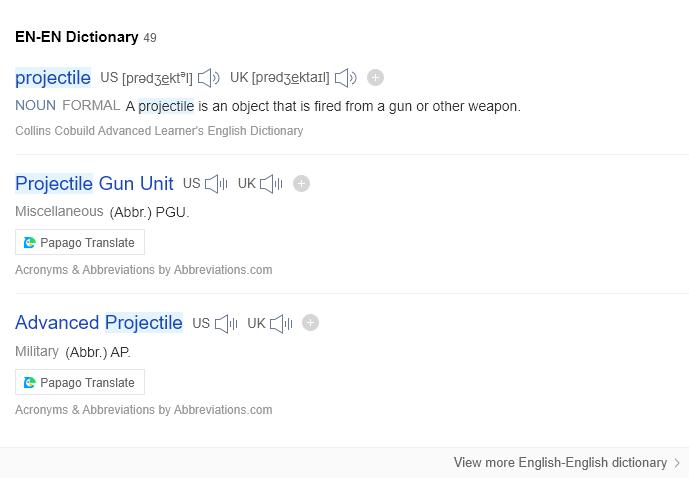 EN-EN Dictionary 49
projectile US [prədʒektᵊl] UK [prədʒektaɪl]
NOUN FORMAL A projectile is an object that is fired from a gun or other weapon.
Collins Cobuild Advanced Learner's English Dictionary
Projectile Gun Unit US UK
Miscellaneous (Abbr.) PGU.
Papago Translate
Acronyms & Abbreviations by Abbreviations.com
Advanced Projectile US UK
Military (Abbr.) AP.
Papago Translate
Acronyms & Abbreviations by Abbreviations.com
View more English-English dictionary